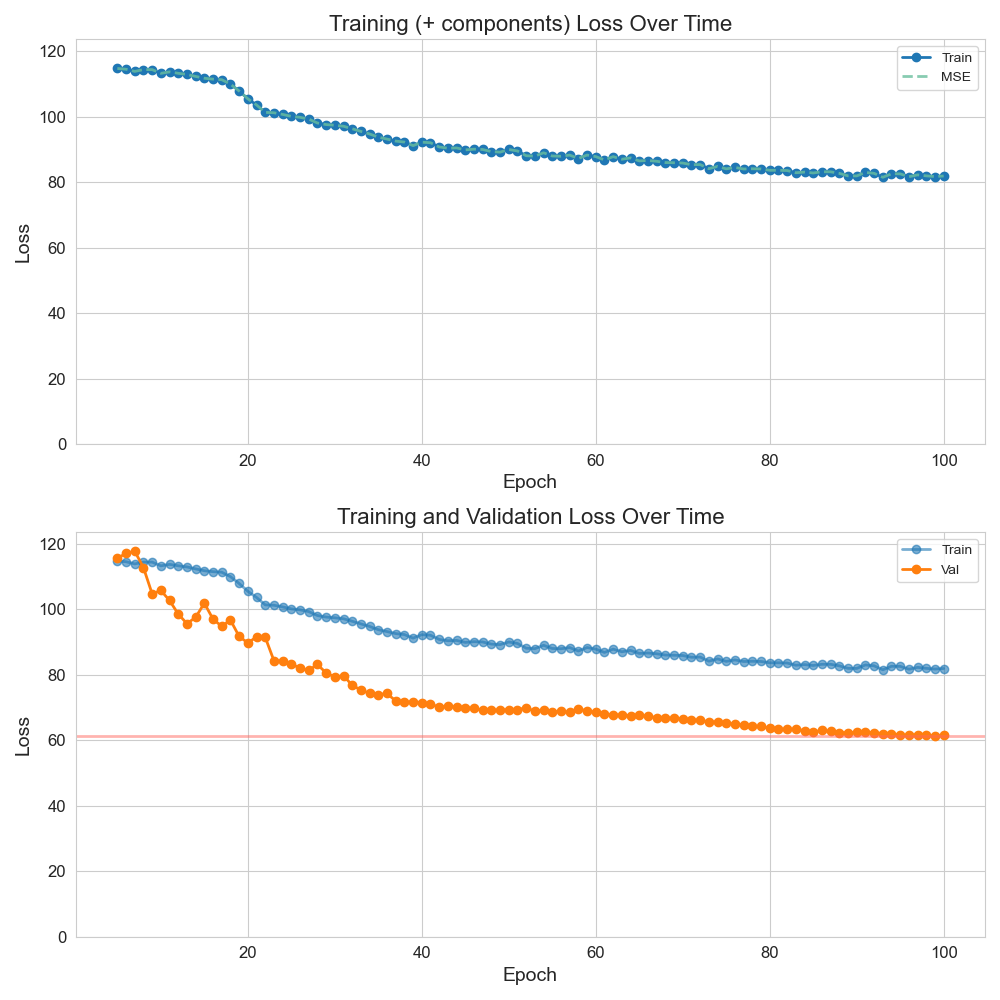 Training (+ components) Loss Over Time
120
100
80
60
40
20
0
Loss
Train
MSE
20 40 60 80 100
Epoch
Training and Validation Loss Over Time
120
100
80
60
40
20
0
Loss
Train
Val
20 40 60 80 100
Epoch